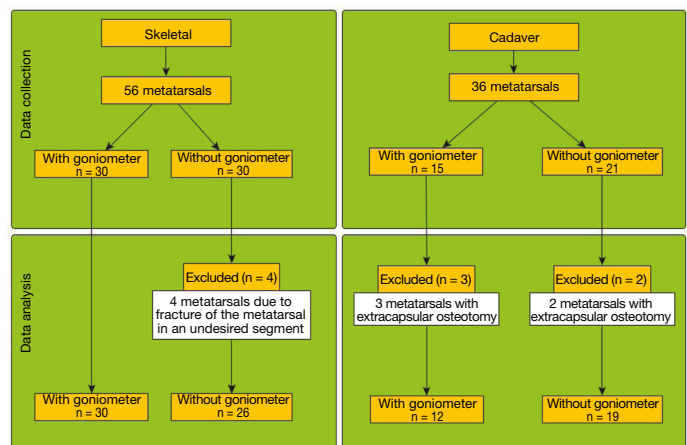 Data collection
Skeletal
56 metatarsals
With goniometer
n = 30
Without goniometer
n = 30
Cadaver
36 metatarsals
With goniometer
n = 15
Without goniometer
n = 21
Data analysis
Excluded (n = 4)
4 metatarsals due to
fracture of the metatarsal
in an undesired segment
With goniometer
n = 30
Without goniometer
n = 26
Excluded (n = 3)
3 metatarsals with
extracapsular osteotomy
Excluded (n = 2)
2 metatarsals with
extracapsular osteotomy
With goniometer
n = 12
Without goniometer
n = 19